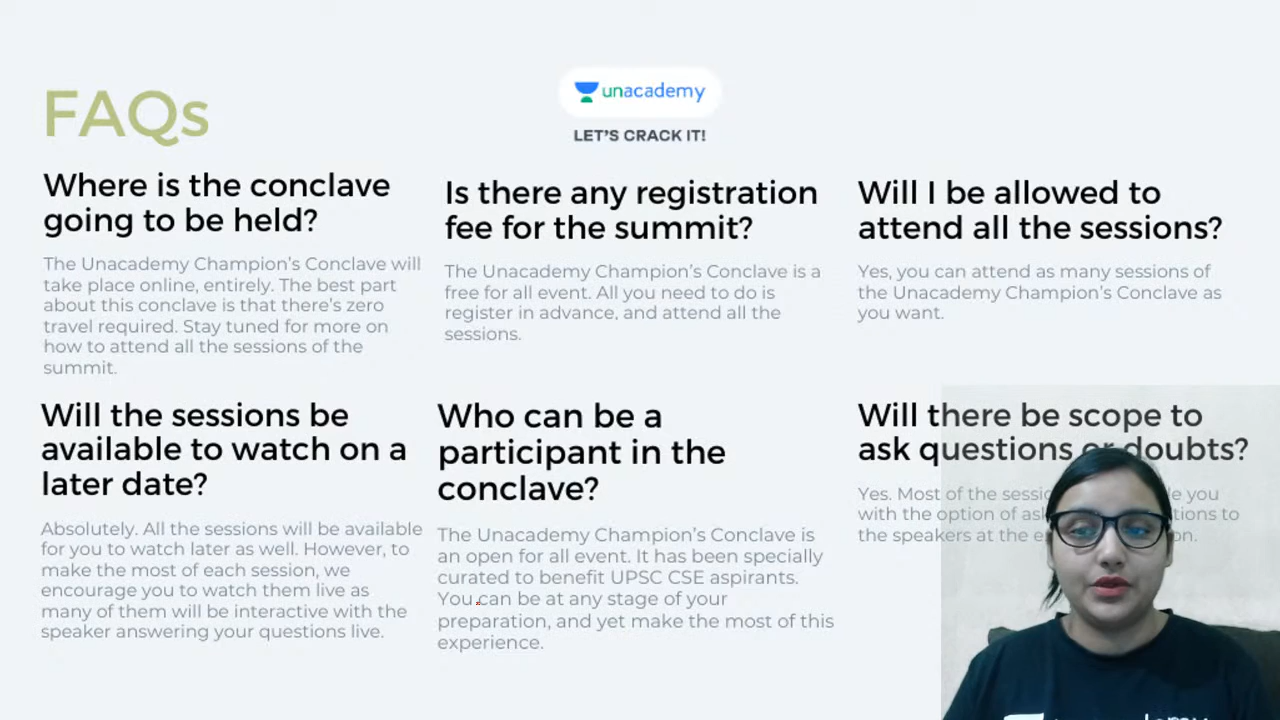 FAQs
unacademy
LET'S CRACK IT!
Where is the conclave
going to be held?
The Unacademy Champion's Conclave will
take place online, entirely. The best part
about this conclave is that there's zero
travel required. Stay tuned for more on
how to attend all the sessions of the
summit.
Is there any registration
fee for the summit?
The Unacademy Champion's Conclave is a
free for all event. All you need to do is
register in advance, and attend all the
sessions.
Will I be allowed to
attend all the sessions?
Yes, you can attend as many sessions of
the Unacademy Champion's Conclave as
you want.
Will the sessions be
available to watch on a
later date?
Absolutely. All the sessions will be available
for you to watch later as well. However, to
make the most of each session, we
encourage you to watch them live as
many of them will be interactive with the
speaker answering your questions live.
Who can be a
participant in the
conclave?
The Unacademy Champion's Conclave is
an open for all event. It has been specially
curated to benefit UPSC CSE aspirants.
You can be at any stage of your
preparation, and yet make the most of this
experience.
Will there be scope to
ask questions or doubts?
Yes. Most of the you
with the option of to
the speakers at the